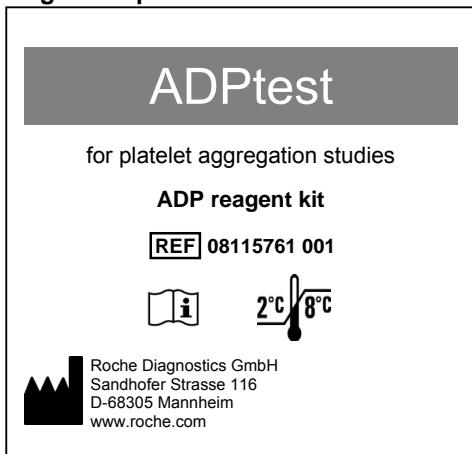 ADPtest
for platelet aggregation studies
ADP reagent kit
REF 08115761 001
i
2°C 8°C
Roche Diagnostics GmbH
Sandhofer Strasse 116
D-68305 Mannheim
www.roche.com